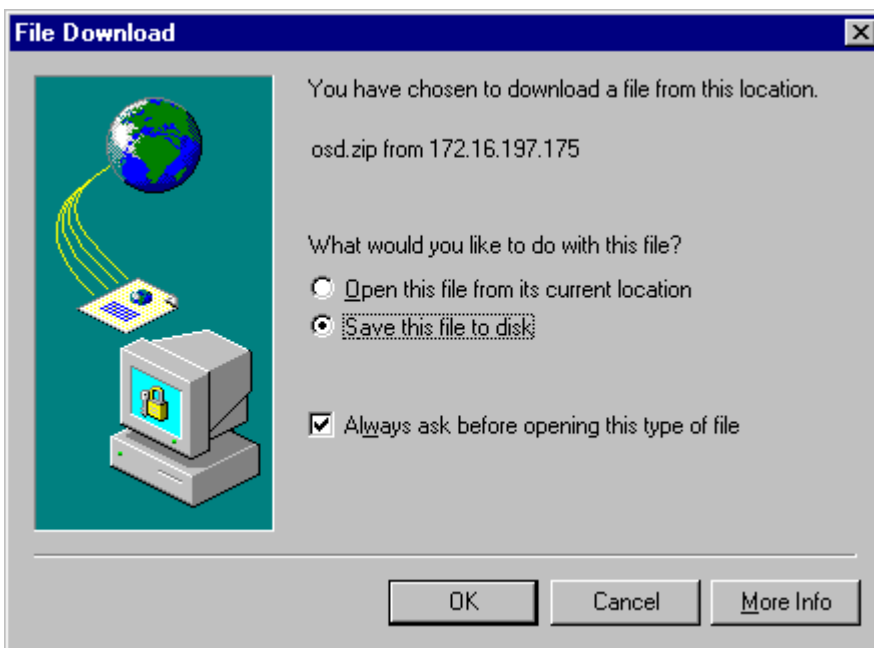 File Download
You have chosen to download a file from this location.
osd.zip from 172.16.197.175
What would you like to do with this file?
Open this file from its current location
Save this file to disk
Always ask before opening this type of file
OK Cancel More Info